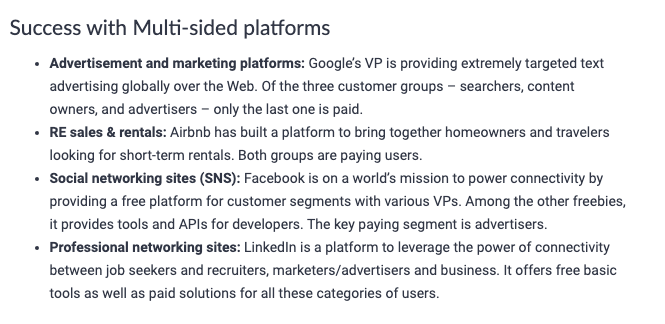 Success with Multi-sided platforms
• Advertisement and marketing platforms: Google's VP is providing extremely targeted text
advertising globally over the Web. Of the three customer groups – searchers, content
owners, and advertisers – only the last one is paid.
• RE sales & rentals: Airbnb has built a platform to bring together homeowners and travelers
looking for short-term rentals. Both groups are paying users.
• Social networking sites (SNS): Facebook is on a world's mission to power connectivity by
providing a free platform for customer segments with various VPs. Among the other freebies,
it provides tools and APIs for developers. The key paying segment is advertisers.
• Professional networking sites: LinkedIn is a platform to leverage the power of connectivity
between job seekers and recruiters, marketers/advertisers and business. It offers free basic
tools as well as paid solutions for all these categories of users.